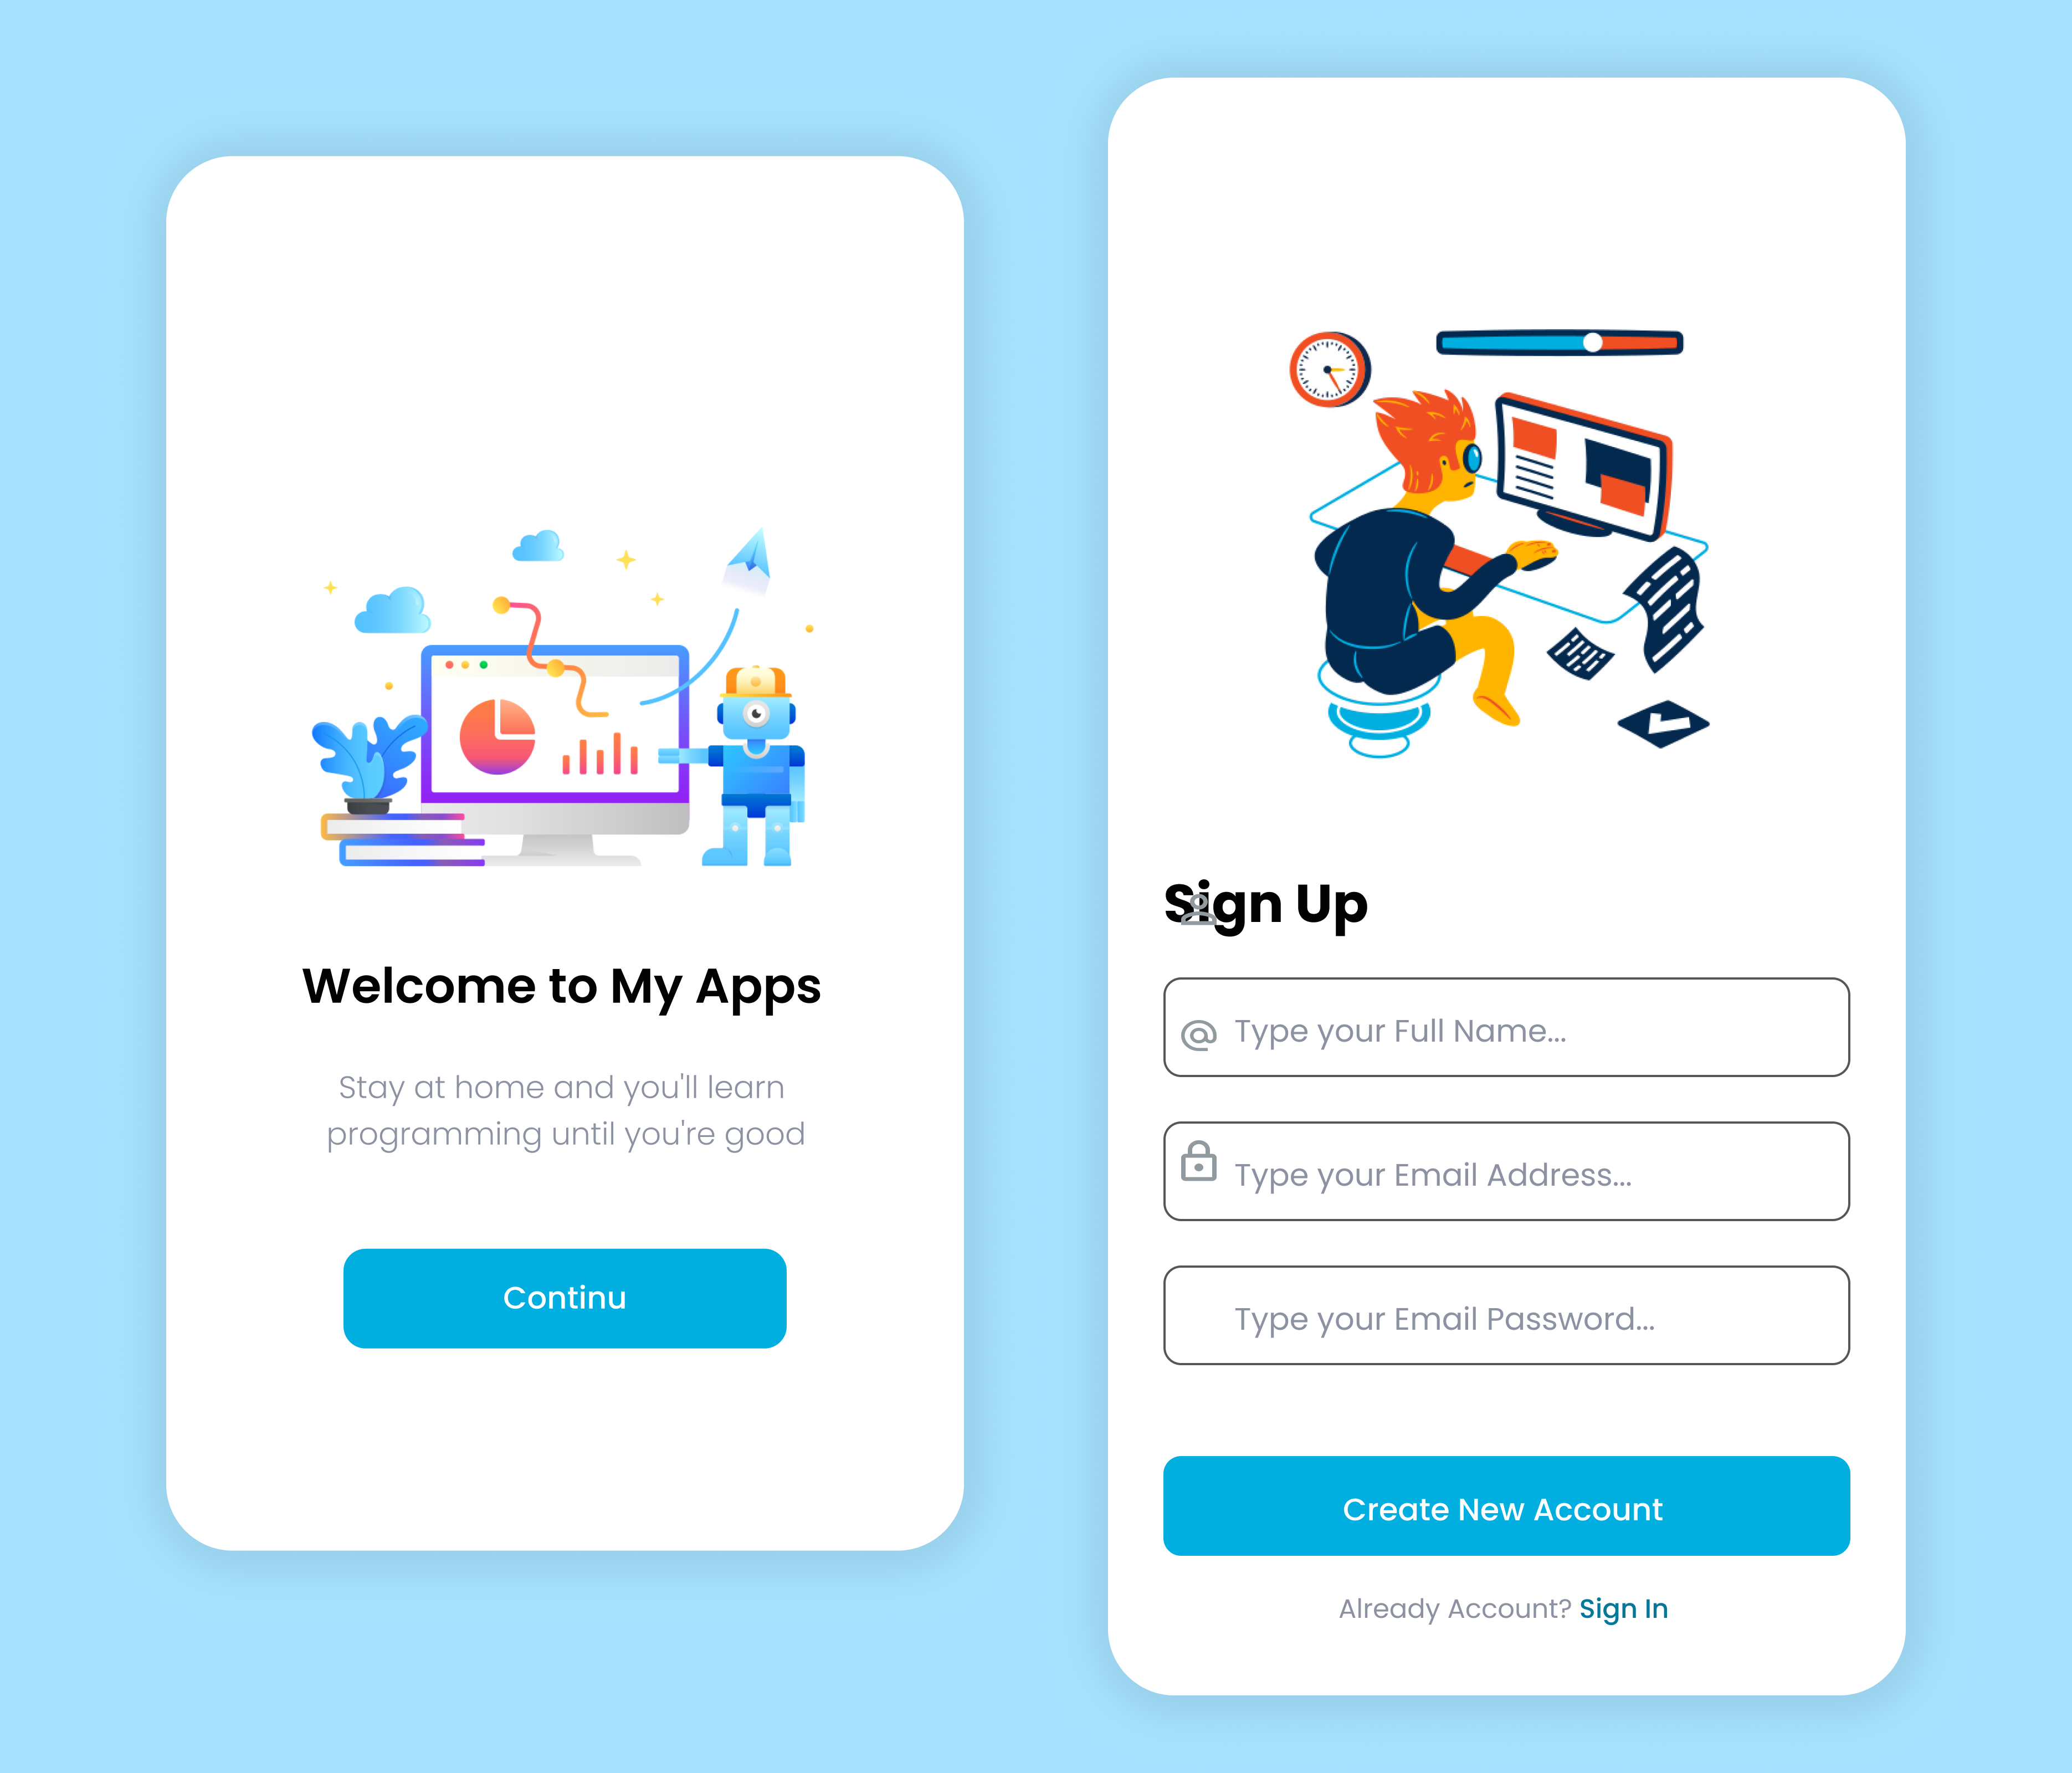 Welcome to My Apps
Stay at home and you'll learn
programming until you're good
Continu
Sign Up
Type your Full Name...
Type your Email Address...
Type your Email Password...
Create New Account
Already Account? Sign In